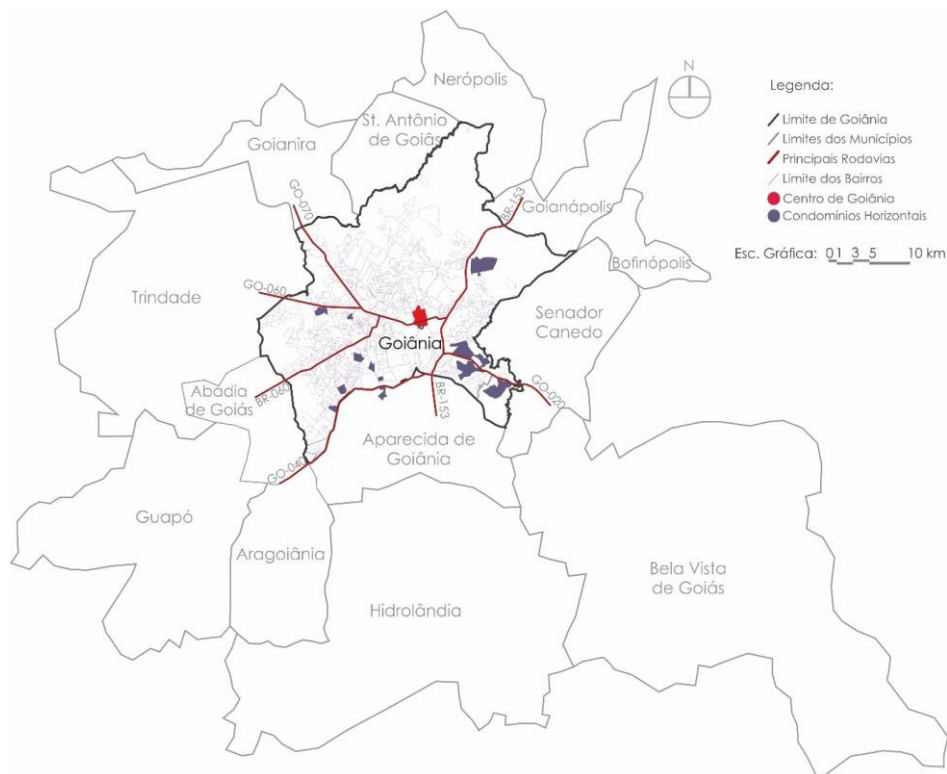 Nerópolis
N
Legenda:
St. Antônio
de Goiás
Limite de Goiânia
Goianira
Limites dos Municípios
Principais Rodovias
Limite dos Bairros
Centro de Goiânia
Condomínios Horizontais
GO-070
BR-153
Goianápolis
Esc. Gráfica: 0 1 3 5 10 km
Bofinópolis
GO-060
Trindade
Senador
Canedo
Goiânia
Abadia
de Goiás
BR-060
GO-020
BR-153
Aparecida de
Goiânia
GO-040
Guapó
Aragoiânia
Bela Vista
de Goiás
Hidrolândia